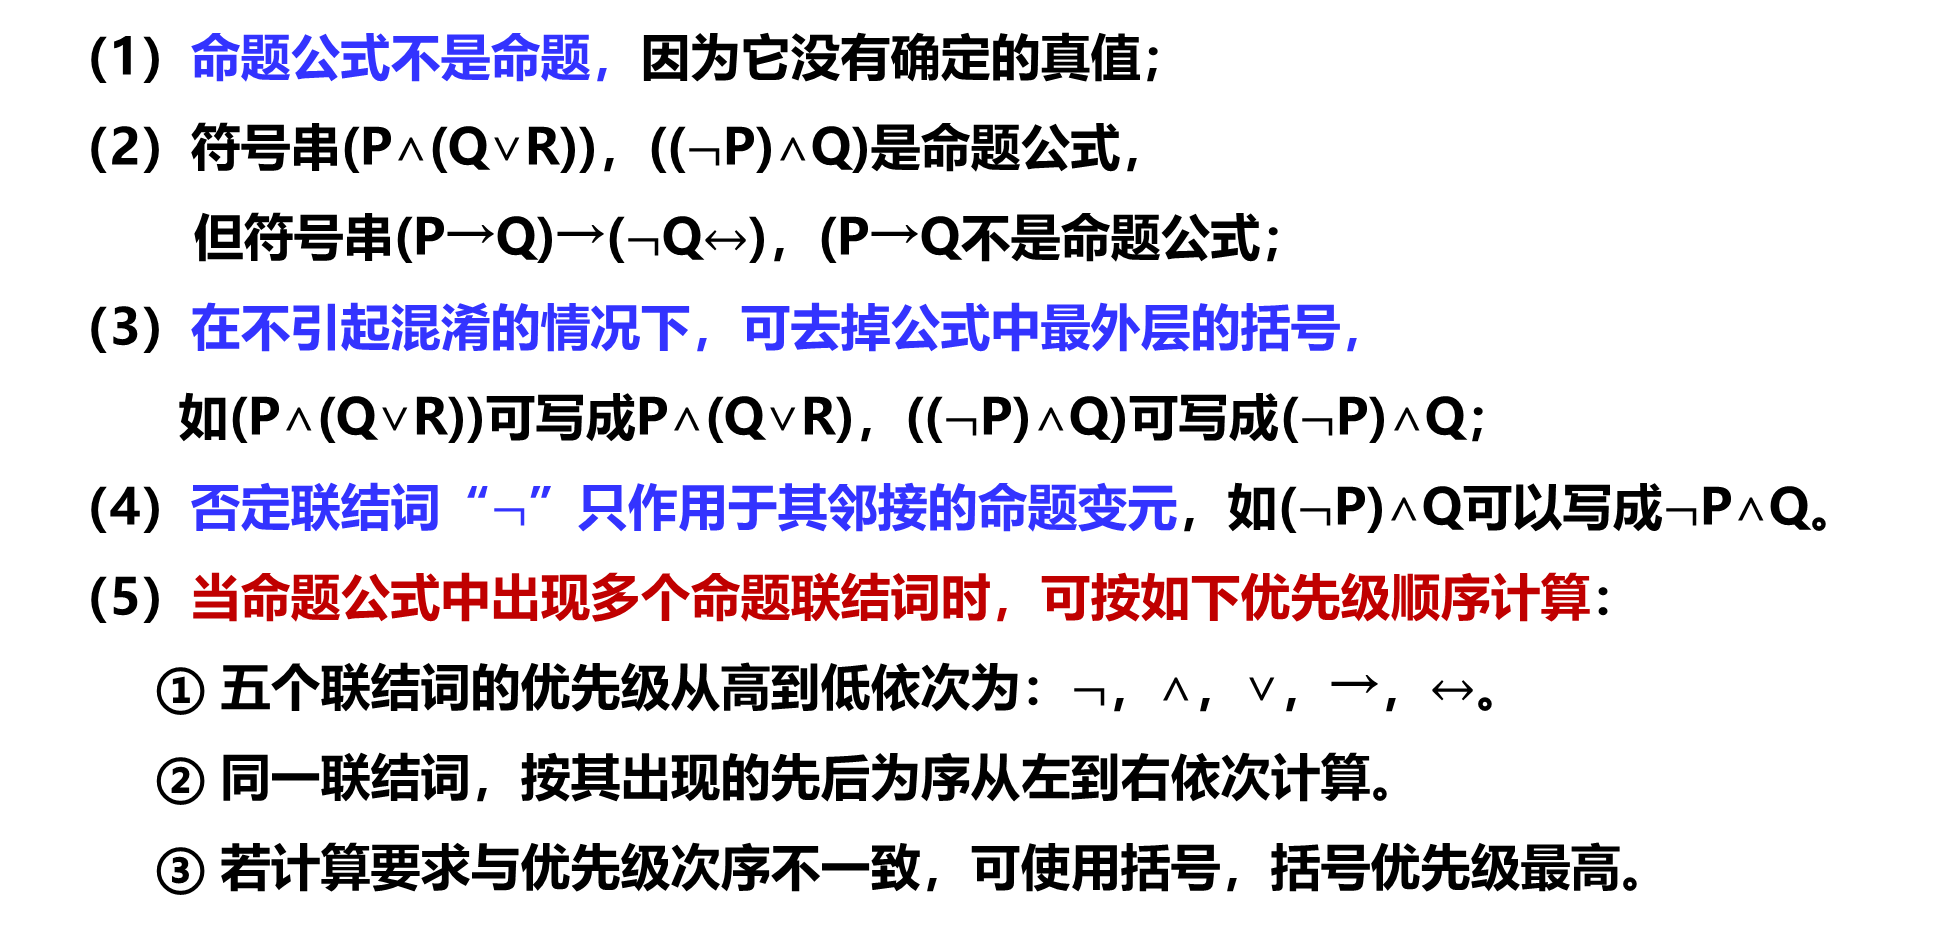 (1) 命题公式不是命题，因为它没有确定的真值；
(2) 符号串(P∧(Q∨R))，((¬P)∧Q)是命题公式，
但符号串(P→Q)→(¬Q↔)，(P→Q不是命题公式；
(3) 在不引起混淆的情况下，可去掉公式中最外层的括号，
如(P∧(Q∨R))可写成P∧(Q∨R)，((¬P)∧Q)可写成(¬P)∧Q；
(4) 否定联结词“¬”只作用于其邻接的命题变元，如(¬P)∧Q可以写成¬P∧Q。
(5) 当命题公式中出现多个命题联结词时，可按如下优先级顺序计算：
① 五个联结词的优先级从高到低依次为：¬，∧，∨，→，↔。
② 同一联结词，按其出现的先后为序从左到右依次计算。
③ 若计算要求与优先级次序不一致，可使用括号，括号优先级最高。